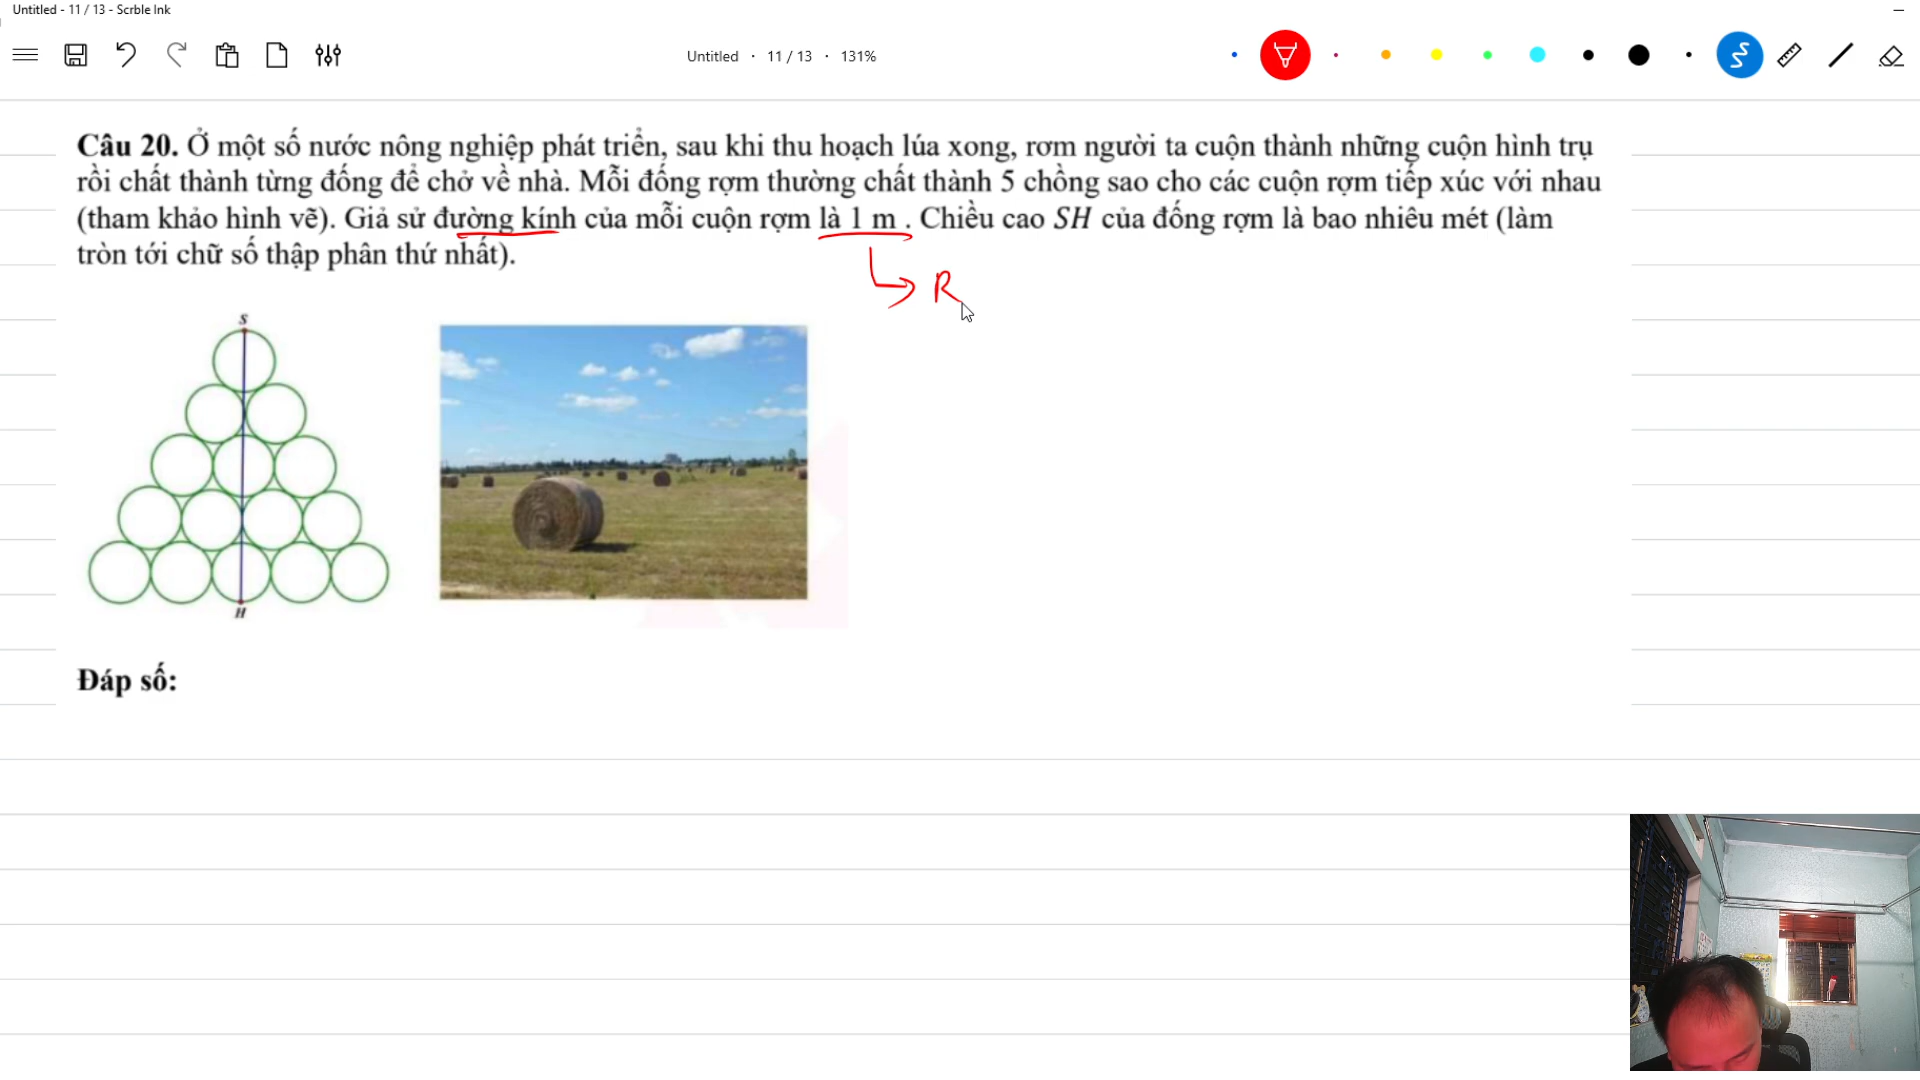 Untitled - 11 / 13 - Scrble Ink
Untitled · 11 / 13 · 131%
Câu 20. Ở một số nước nông nghiệp phát triển, sau khi thu hoạch lúa xong, rơm người ta cuộn thành những cuộn hình trụ
rồi chất thành từng đống để chở về nhà. Mỗi đống rợm thường chất thành 5 chồng sao cho các cuộn rợm tiếp xúc với nhau
(tham khảo hình vẽ). Giả sử đường kính của mỗi cuộn rợm là 1 m . Chiều cao SH của đống rợm là bao nhiêu mét (làm
tròn tới chữ số thập phân thứ nhất).
R
S
H
Đáp số: